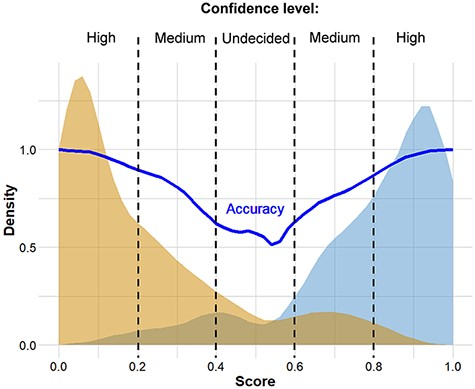 Confidence level:
High Medium Undecided Medium High
1.0
Accuracy
Density
0.5
0.0
0.0 0.2 0.4 0.6 0.8 1.0
Score